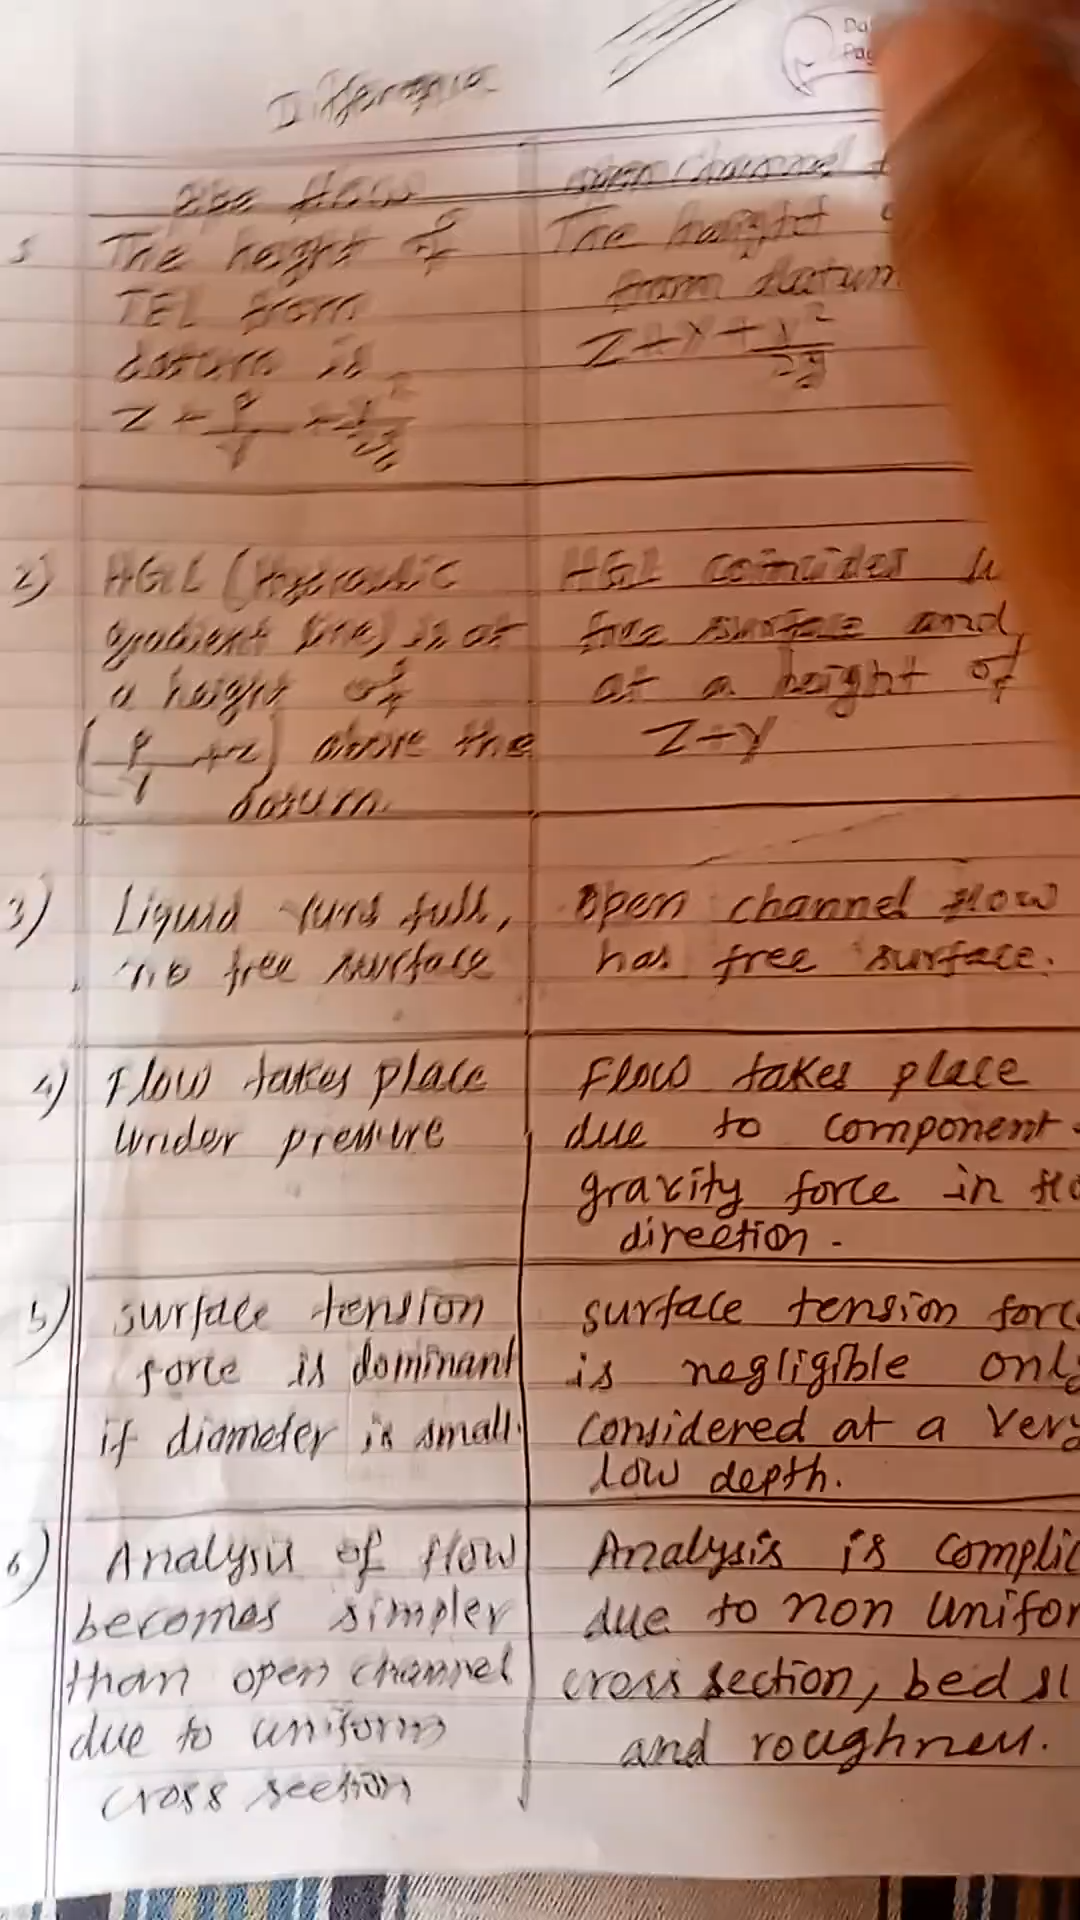 Difference
Pipe flow
1 The height of
TEL from
datum is
Z + P/γ + V²/2g
open channel
The height
from datum
Z+Y+V²/2g
2) HGL (Hydraulic
gradient line) is at
a height of
(P/γ +z) above the
datum.
HGL coincides
free surface and
at a height of
Z+Y
3) Liquid runs full,
no free surface
open channel flow
has free surface.
4) Flow takes place
under pressure
Flow takes place
due to component
gravity force in
direction.
5) surface tension
force is dominant
if diameter is small.
surface tension
is negligible
considered at a very
low depth.
6) Analysis of flow
becomes simpler
than open channel
due to uniform
cross section
Analysis is
due to non
cross section, bed
and roughness.